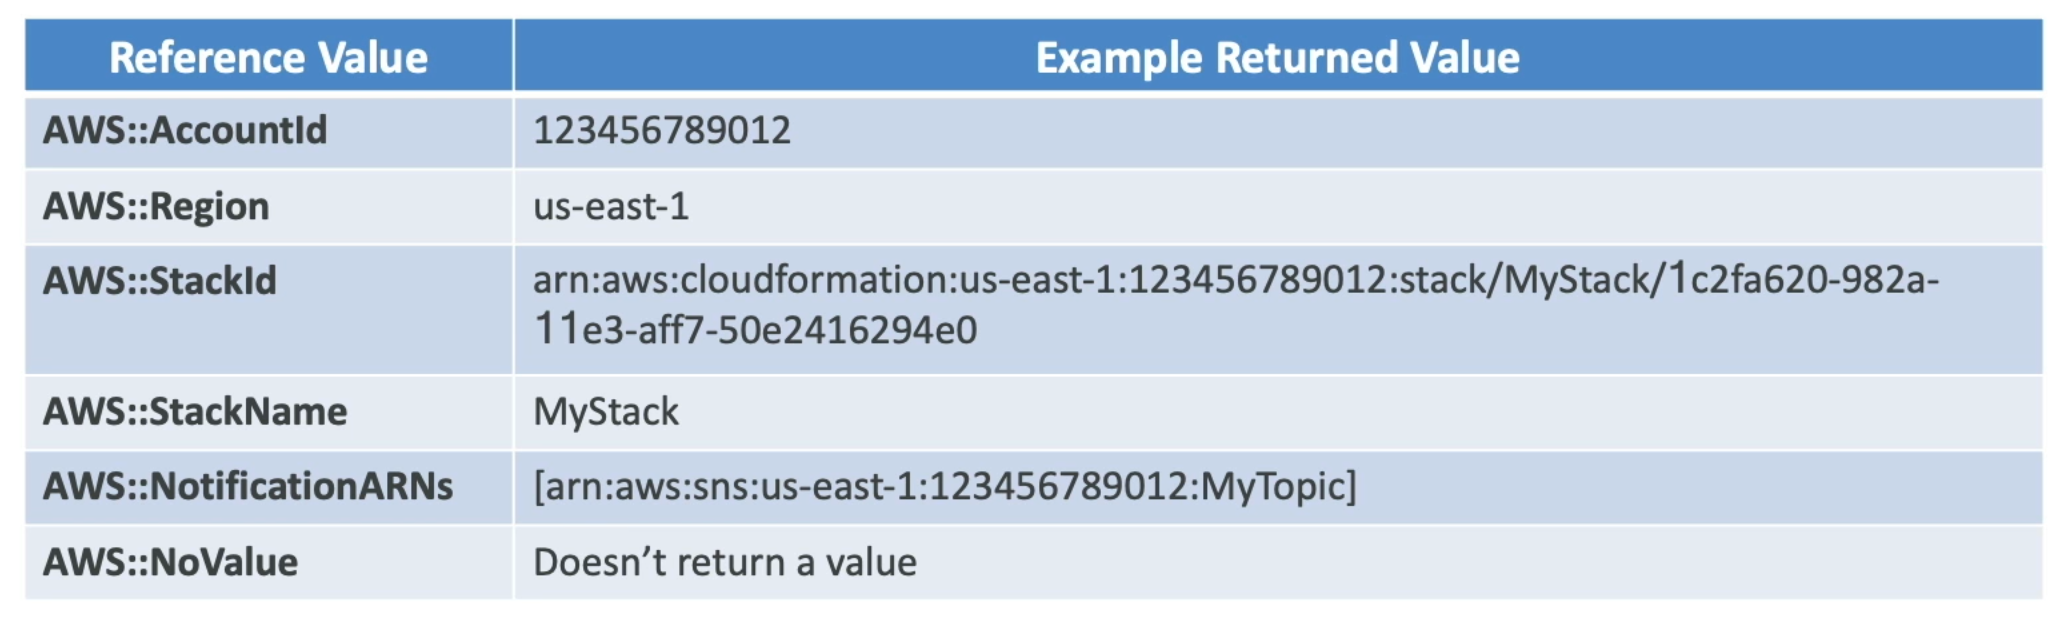 Reference Value Example Returned Value
AWS::AccountId 123456789012
AWS::Region us-east-1
AWS::StackId arn:aws:cloudformation:us-east-1:123456789012:stack/MyStack/1c2fa620-982a-
11e3-aff7-50e2416294e0
AWS::StackName MyStack
AWS::NotificationARNs [arn:aws:sns:us-east-1:123456789012:MyTopic]
AWS::NoValue Doesn’t return a value